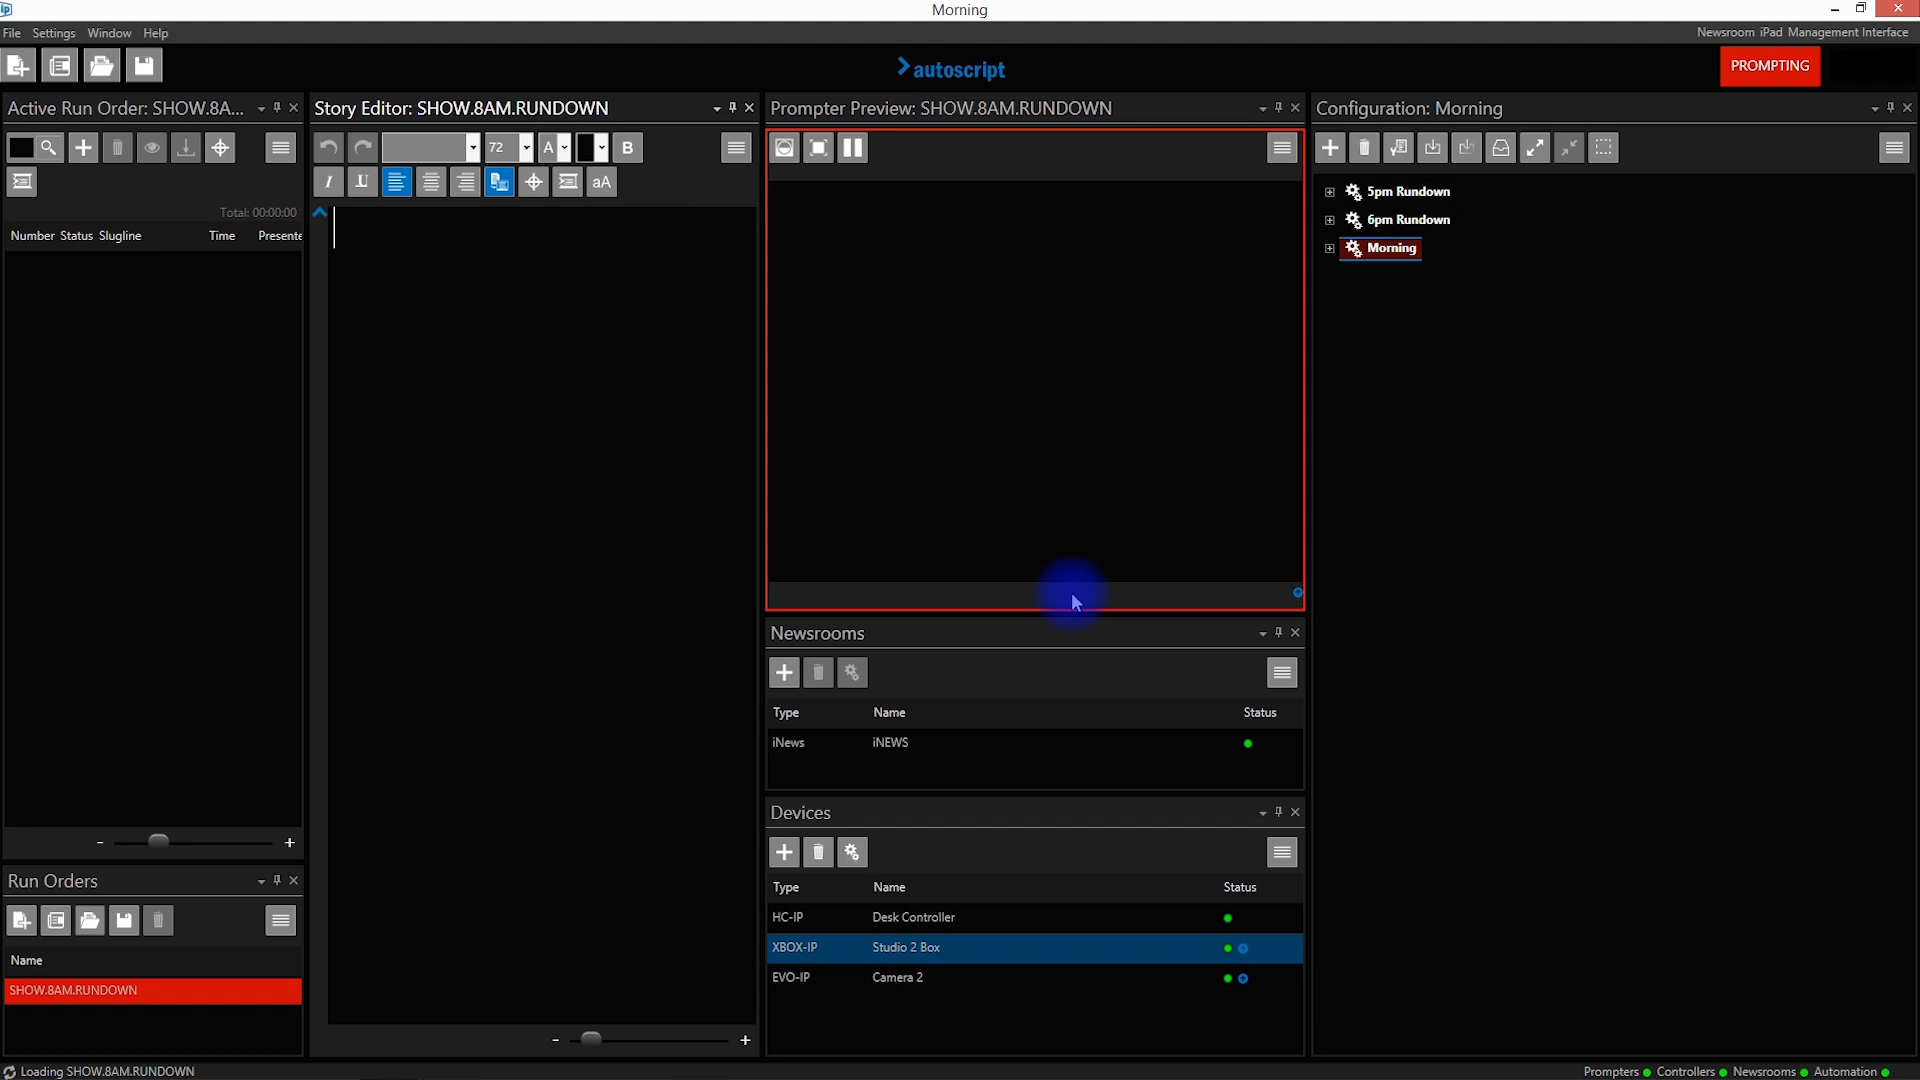 ip
Morning
File Settings Window Help
Newsroom iPad Management Interface
autoscript
PROMPTING
Active Run Order: SHOW.8A...
Story Editor: SHOW.8AM.RUNDOWN
Prompter Preview: SHOW.8AM.RUNDOWN
Configuration: Morning
72 A B
I U aA
Total: 00:00:00
Number Status Slugline Time Presente
5pm Rundown
6pm Rundown
Morning
Newsrooms
Type Name Status
iNews iNEWS
Devices
Type Name Status
HC-IP Desk Controller
XBOX-IP Studio 2 Box
EVO-IP Camera 2
- +
Run Orders
Name
SHOW.8AM.RUNDOWN
- +
Loading SHOW.8AM.RUNDOWN
Prompters Controllers Newsrooms Automation